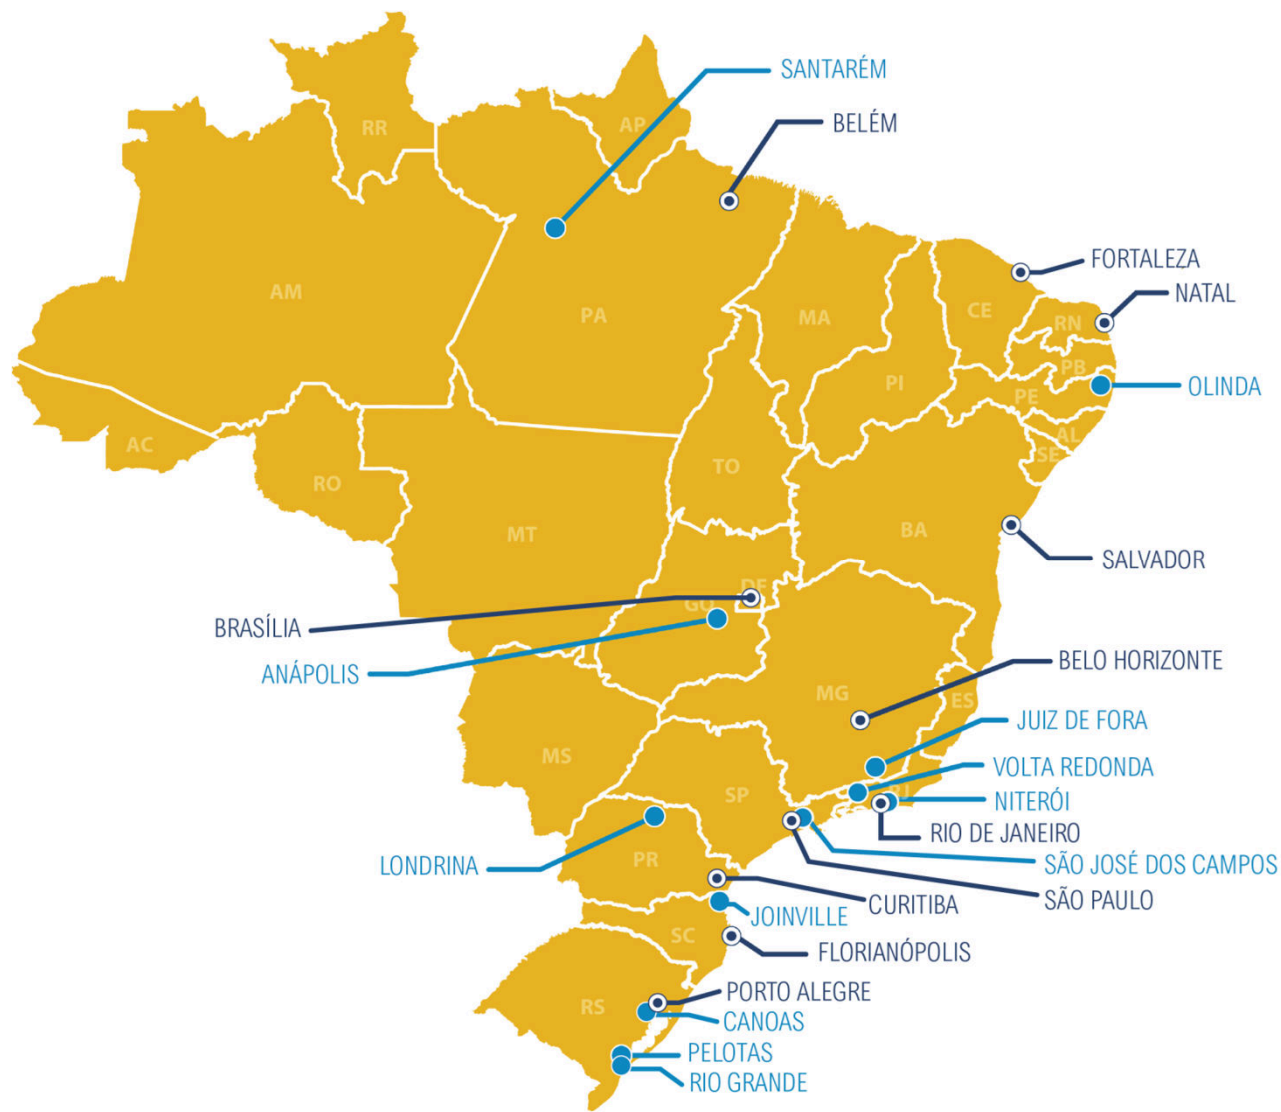 SANTARÉM
BELÉM
RR
AP
FORTALEZA
NATAL
AM
PA
MA
CE
RN
PB
PI
OLINDA
PE
AC
AL
SE
RO
TO
MT
BA
SALVADOR
DF
GO
BRASÍLIA
ANÁPOLIS
BELO HORIZONTE
MG
ES
JUIZ DE FORA
MS
VOLTA REDONDA
SP
RJ
NITERÓI
RIO DE JANEIRO
LONDRINA
PR
SÃO JOSÉ DOS CAMPOS
SÃO PAULO
CURITIBA
JOINVILLE
SC
FLORIANÓPOLIS
PORTO ALEGRE
RS
CANOAS
PELOTAS
RIO GRANDE